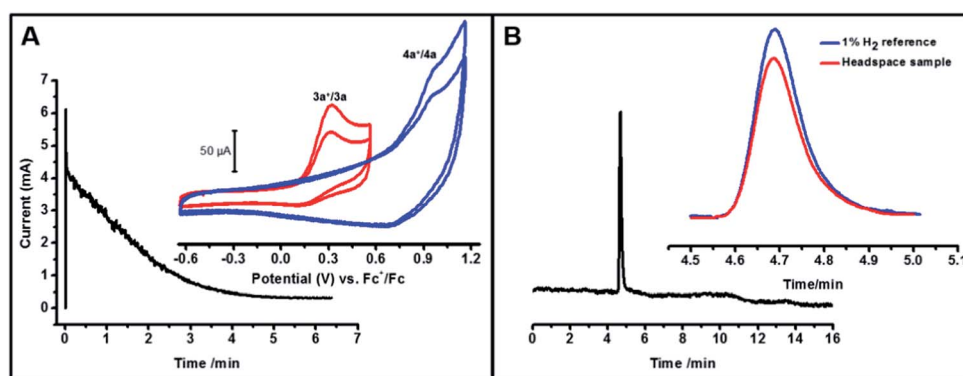 A
7
6
5
4
3
2
1
0
Current (mA)
0 1 2 3 4 5 6 7
Time /min
50 µA
3a⁺/3a
4a⁺/4a
-0.6 -0.3 0.0 0.3 0.6 0.9 1.2
Potential (V) vs. Fc⁺/Fc
B
1% H₂ reference
Headspace sample
4.5 4.6 4.7 4.8 4.9 5.0 5.1
Time/min
0 2 4 6 8 10 12 14 16
Time /min